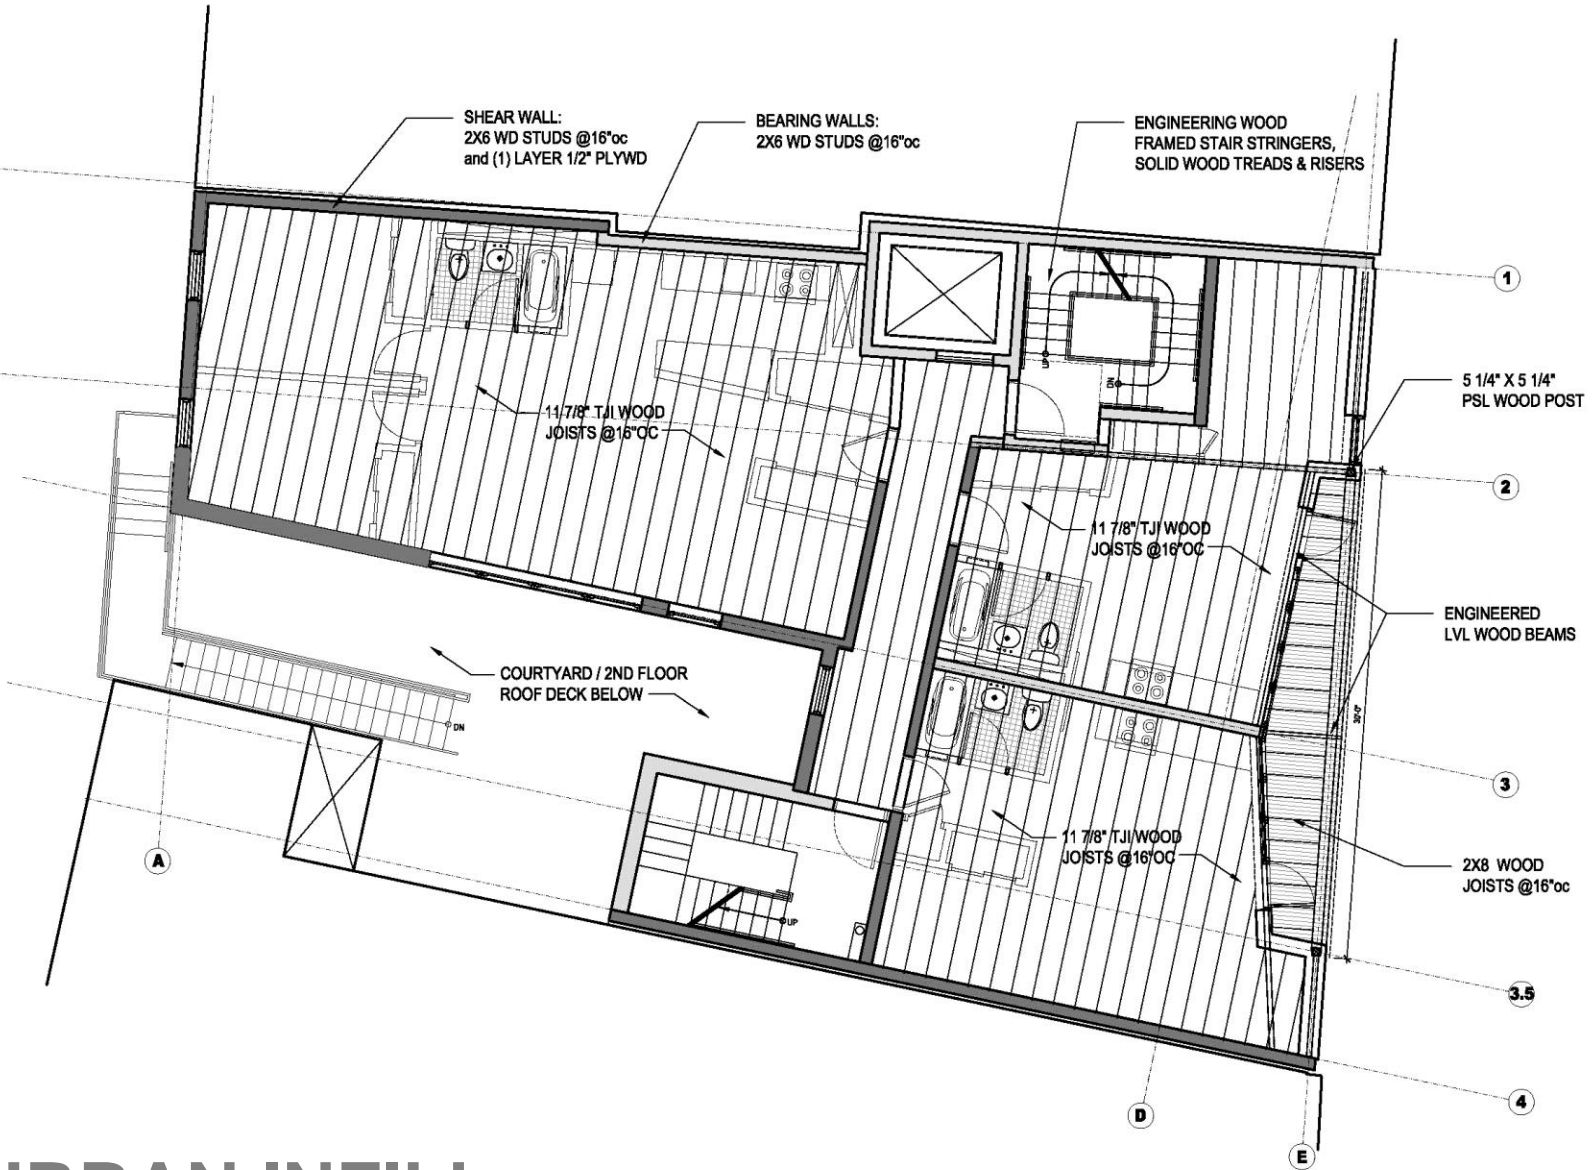 SHEAR WALL:
2X6 WD STUDS @16"oc
and (1) LAYER 1/2" PLYWD
BEARING WALLS:
2X6 WD STUDS @16"oc
ENGINEERING WOOD
FRAMED STAIR STRINGERS,
SOLID WOOD TREADS & RISERS
1
UP
DN
5 1/4" X 5 1/4"
PSL WOOD POST
11 7/8" TJI WOOD
JOISTS @16"OC
2
11 7/8" TJI WOOD
JOISTS @16"OC
ENGINEERED
LVL WOOD BEAMS
COURTYARD / 2ND FLOOR
ROOF DECK BELOW
DN
30'-0"
3
11 7/8" TJI WOOD
JOISTS @16"OC
A
2X8 WOOD
JOISTS @16"oc
UP
3.5
4
D
E